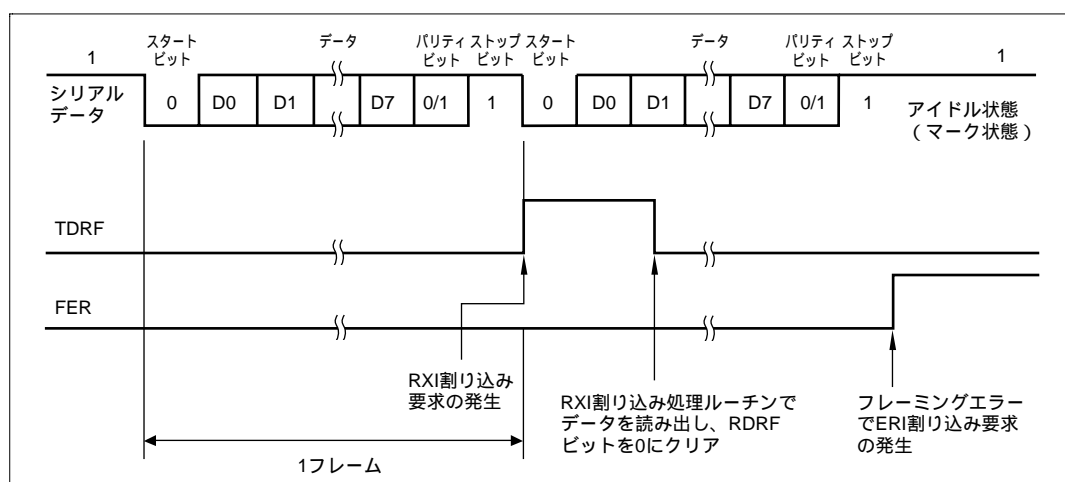 1
スタート
ビット
データ
パリティ
ビット
ストップ
ビット
スタート
ビット
データ
パリティ
ビット
ストップ
ビット
1
シリアル
データ
0 D0 D1 D7 0/1 1 0 D0 D1 D7 0/1 1
アイドル状態
(マーク状態)
TDRF
FER
RXI割り込み
要求の発生
RXI割り込み処理ルーチンで
データを読み出し、RDRF
ビットを0にクリア
フレーミングエラー
でERI割り込み要求
の発生
1フレーム